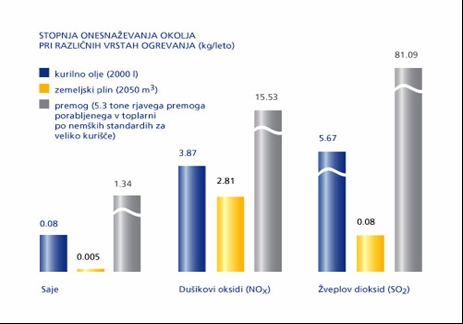 STOPNJA ONESNAŽEVANJA OKOLJA
PRI RAZLIČNIH VRSTAH OGREVANJA (kg/leto)
kurilno olje (2000 l)
zemeljski plin (2050 m³)
premog (5.3 tone rjavega premoga
porabljenega v toplarni
po nemških standardih za
veliko kurišče)
0.08
0.005
1.34
3.87
2.81
15.53
5.67
0.08
81.09
Saje
Dušikovi oksidi (NOX)
Žveplov dioksid (SO2)